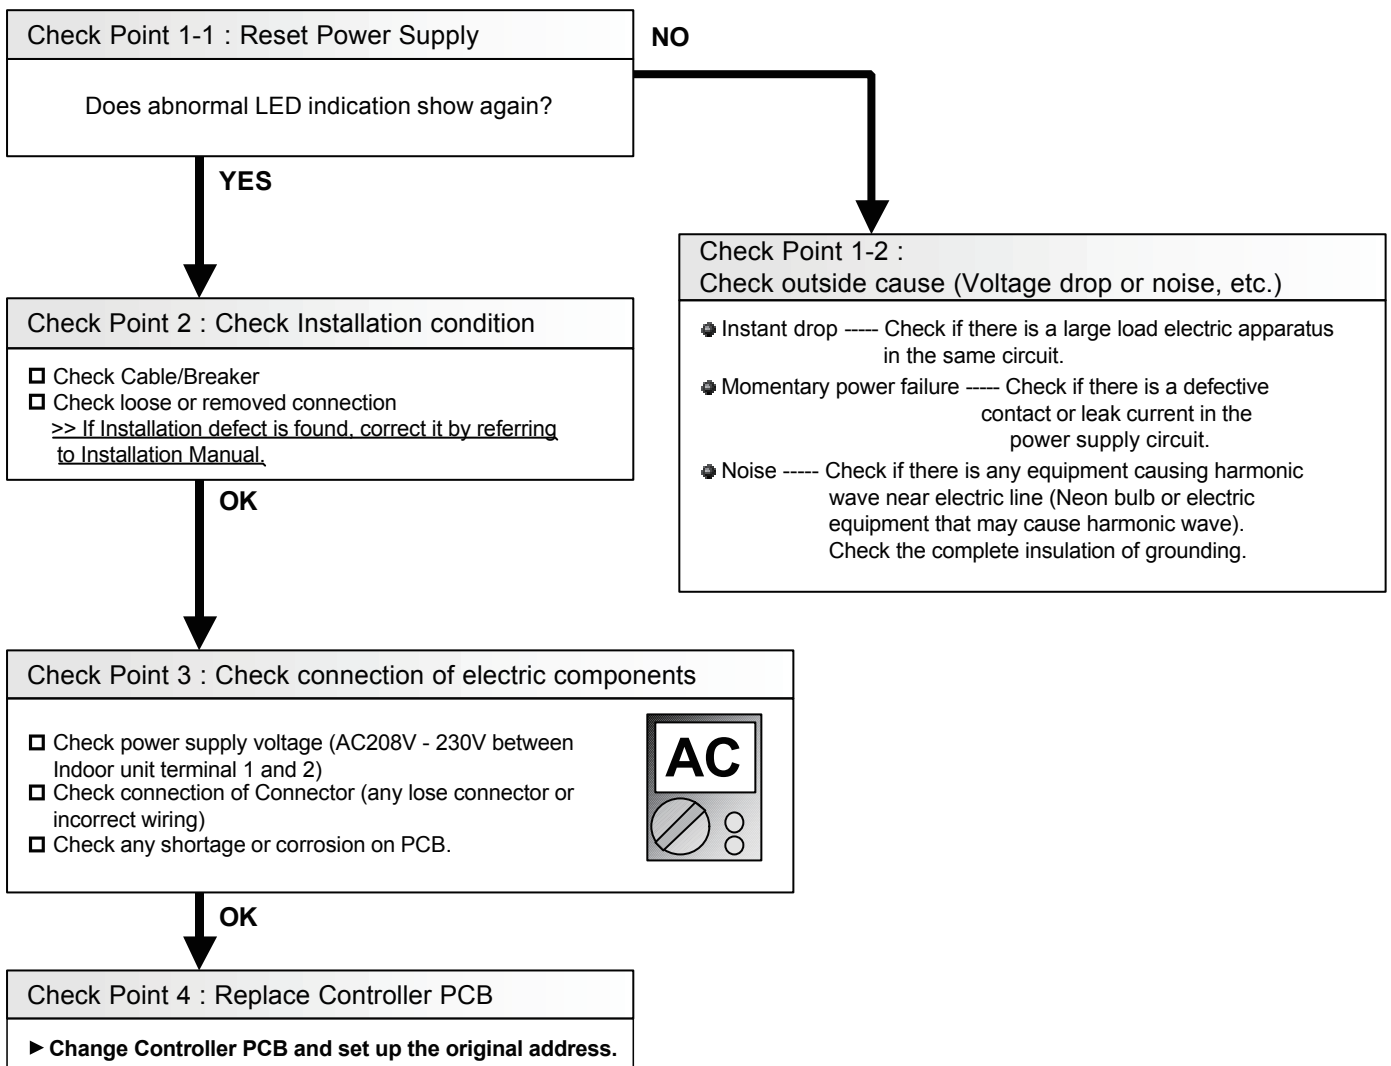 Check Point 1-1 : Reset Power Supply
Does abnormal LED indication show again?
NO
YES
Check Point 1-2 :
Check outside cause (Voltage drop or noise, etc.)
Instant drop ----- Check if there is a large load electric apparatus
in the same circuit.
Momentary power failure ----- Check if there is a defective
contact or leak current in the
power supply circuit.
Noise ----- Check if there is any equipment causing harmonic
wave near electric line (Neon bulb or electric
equipment that may cause harmonic wave).
Check the complete insulation of grounding.
Check Point 2 : Check Installation condition
Check Cable/Breaker
Check loose or removed connection
>> If Installation defect is found, correct it by referring
to Installation Manual.
OK
Check Point 3 : Check connection of electric components
Check power supply voltage (AC208V - 230V between
Indoor unit terminal 1 and 2)
Check connection of Connector (any lose connector or
incorrect wiring)
Check any shortage or corrosion on PCB.
AC
OK
Check Point 4 : Replace Controller PCB
►Change Controller PCB and set up the original address.